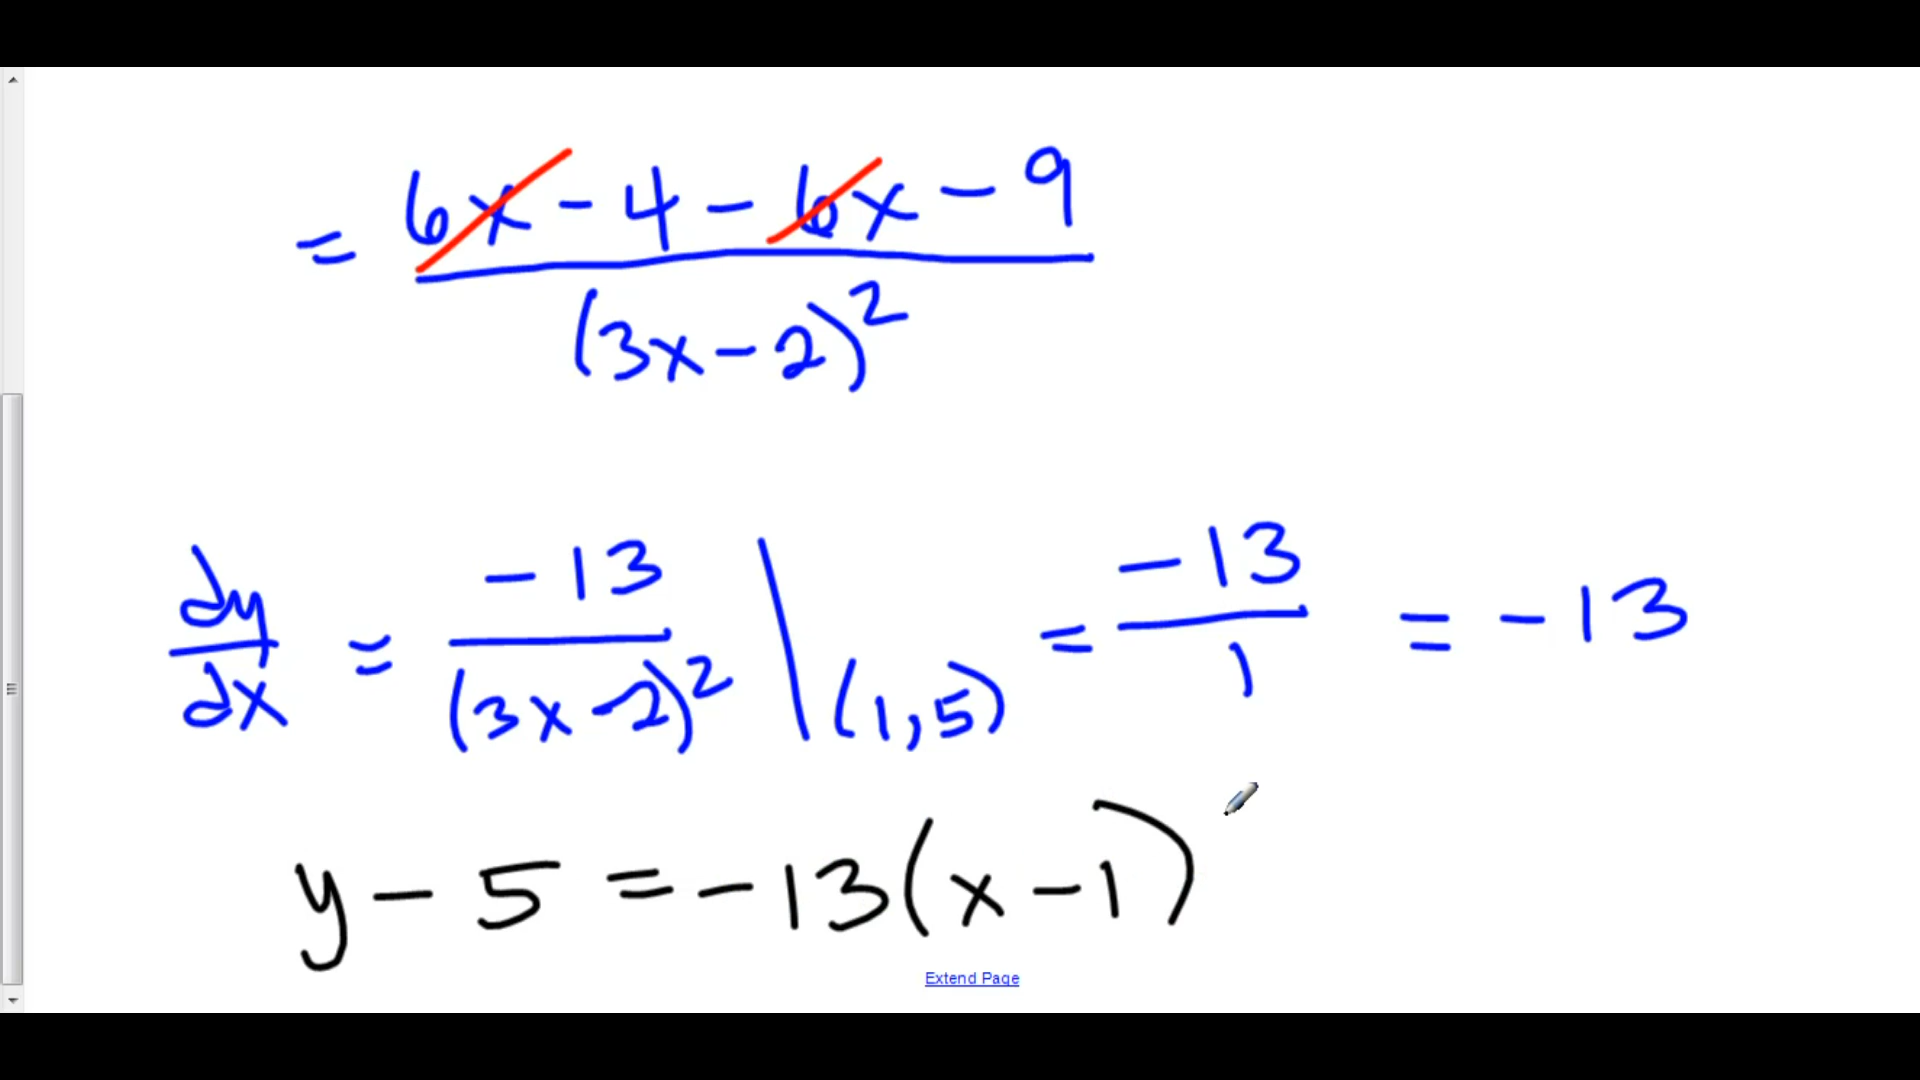 = (6x - 4 - 6x - 9) / (3x - 2)²
dy/dx = -13 / (3x - 2)² | (1, 5) = -13 / 1 = -13
y - 5 = -13(x - 1)
Extend Page